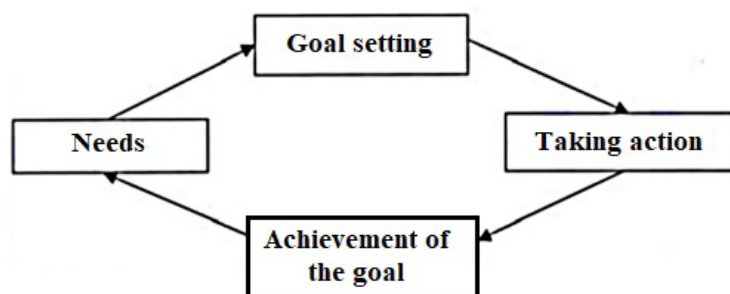 Goal setting
Needs
Taking action
Achievement of
the goal